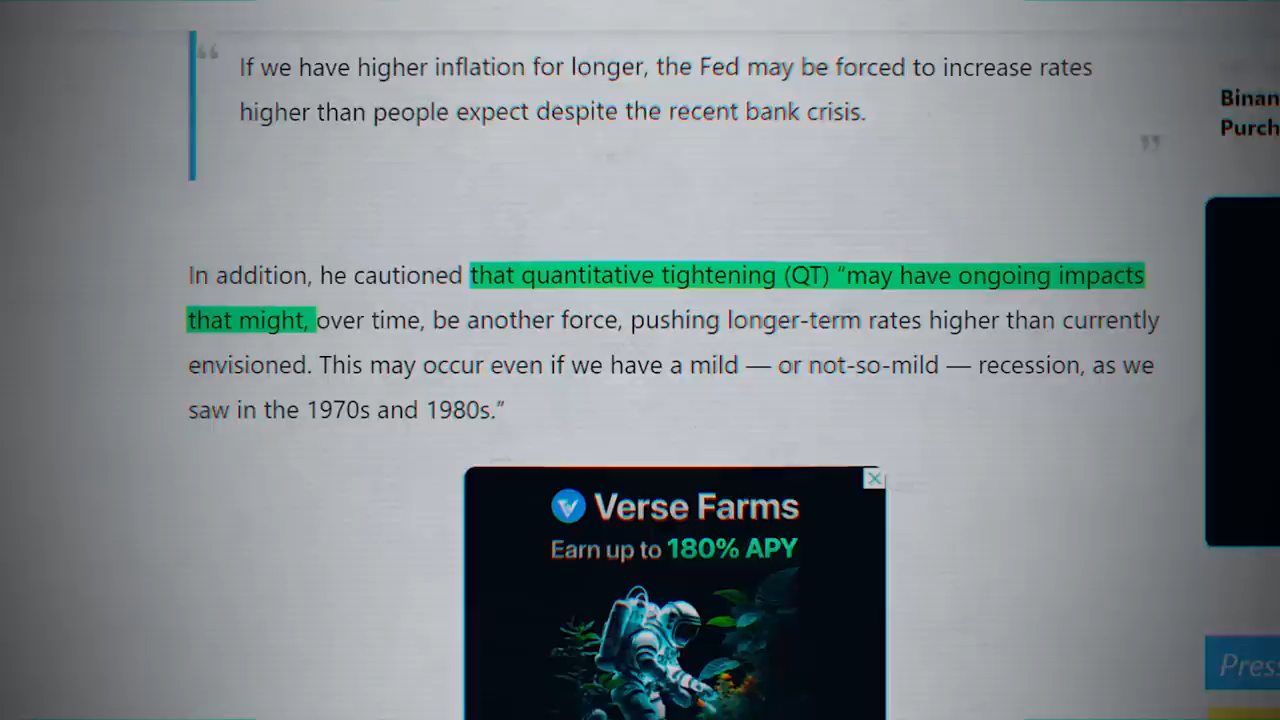 “
If we have higher inflation for longer, the Fed may be forced to increase rates
higher than people expect despite the recent bank crisis.
”
In addition, he cautioned that quantitative tightening (QT) “may have ongoing impacts
that might, over time, be another force, pushing longer-term rates higher than currently
envisioned. This may occur even if we have a mild — or not-so-mild — recession, as we
saw in the 1970s and 1980s.”
Verse Farms
Earn up to 180% APY
Binan
Purch
Press